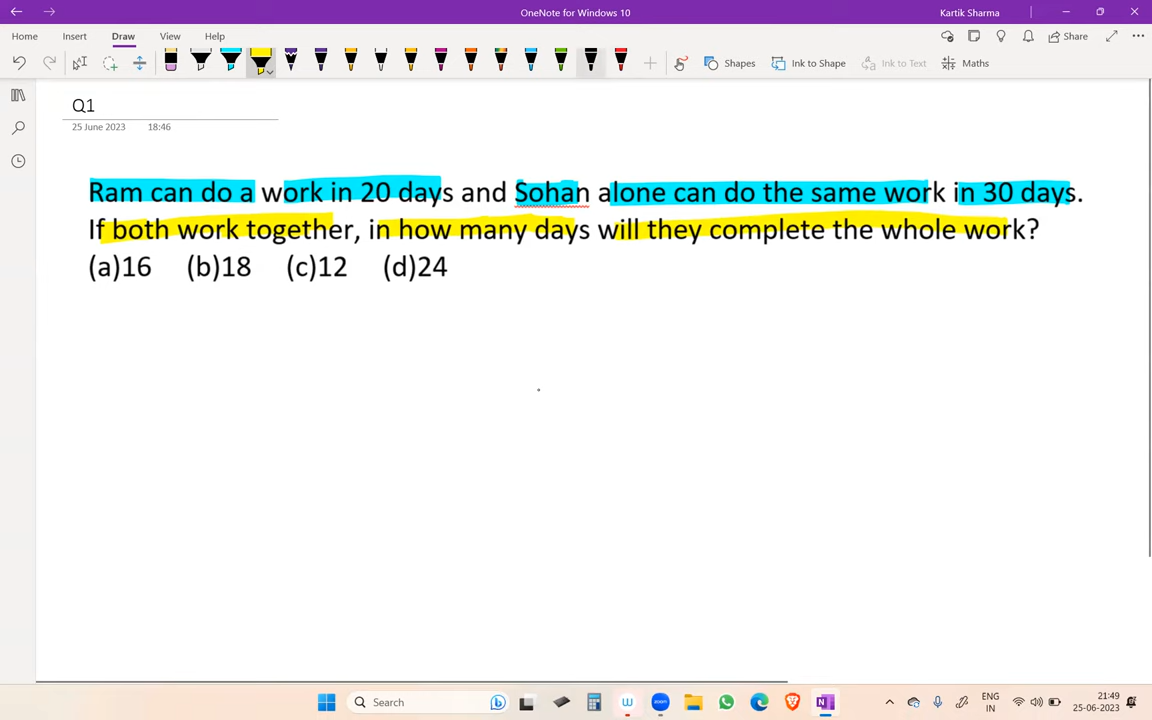 OneNote for Windows 10
Kartik Sharma
Home Insert Draw View Help
Share
Shapes Ink to Shape Ink to Text Maths
Q1
25 June 2023 18:46
Ram can do a work in 20 days and Sohan alone can do the same work in 30 days.
If both work together, in how many days will they complete the whole work?
(a)16 (b)18 (c)12 (d)24
Search
ENG
IN
21:49
25-06-2023